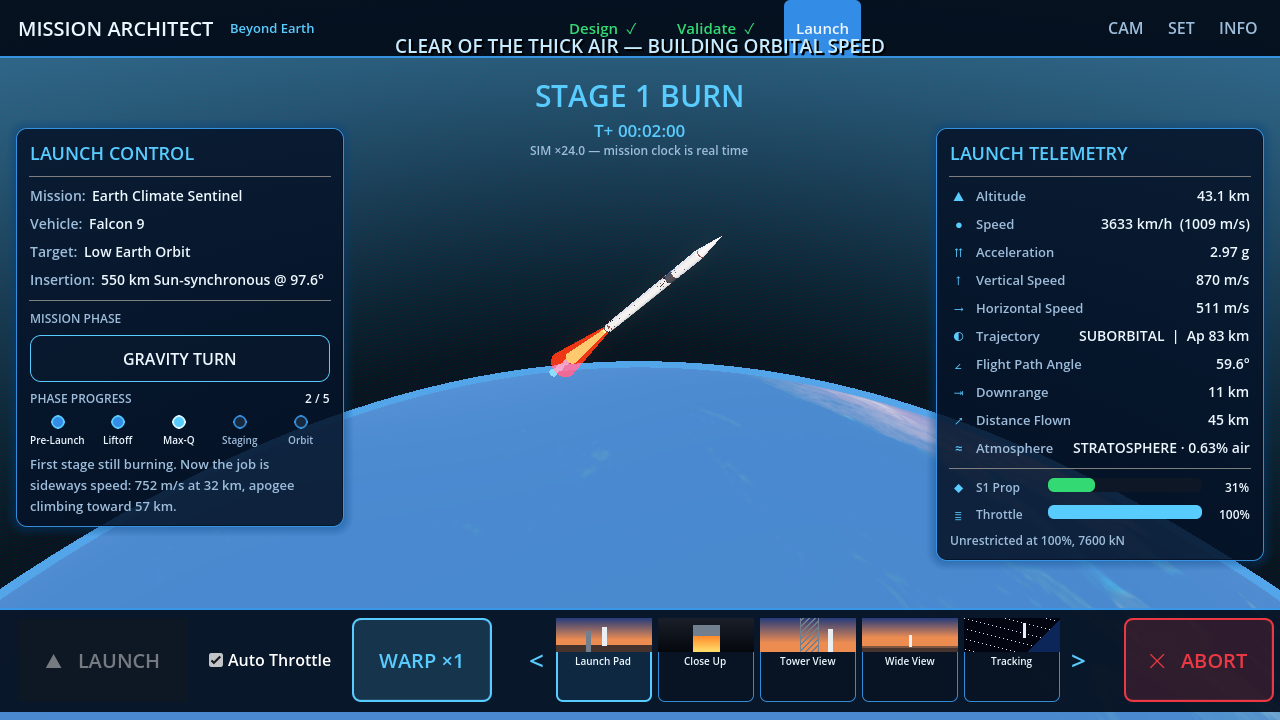 MISSION ARCHITECT Beyond Earth Design ✓ Validate ✓ Launch CAM SET INFO
CLEAR OF THE THICK AIR — BUILDING ORBITAL SPEED
STAGE 1 BURN
T+ 00:02:00
SIM ×24.0 — mission clock is real time
LAUNCH CONTROL
Mission: Earth Climate Sentinel
Vehicle: Falcon 9
Target: Low Earth Orbit
Insertion: 550 km Sun-synchronous @ 97.6°
MISSION PHASE
GRAVITY TURN
PHASE PROGRESS 2 / 5
Pre-Launch Liftoff Max-Q Staging Orbit
First stage still burning. Now the job is
sideways speed: 752 m/s at 32 km, apogee
climbing toward 57 km.
LAUNCH TELEMETRY
Altitude 43.1 km
Speed 3633 km/h (1009 m/s)
Acceleration 2.97 g
Vertical Speed 870 m/s
Horizontal Speed 511 m/s
Trajectory SUBORBITAL | Ap 83 km
Flight Path Angle 59.6°
Downrange 11 km
Distance Flown 45 km
Atmosphere STRATOSPHERE · 0.63% air
S1 Prop 31%
Throttle 100%
Unrestricted at 100%, 7600 kN
▲ LAUNCH
Auto Throttle
WARP ×1
< Launch Pad Close Up Tower View Wide View Tracking >
✕ ABORT